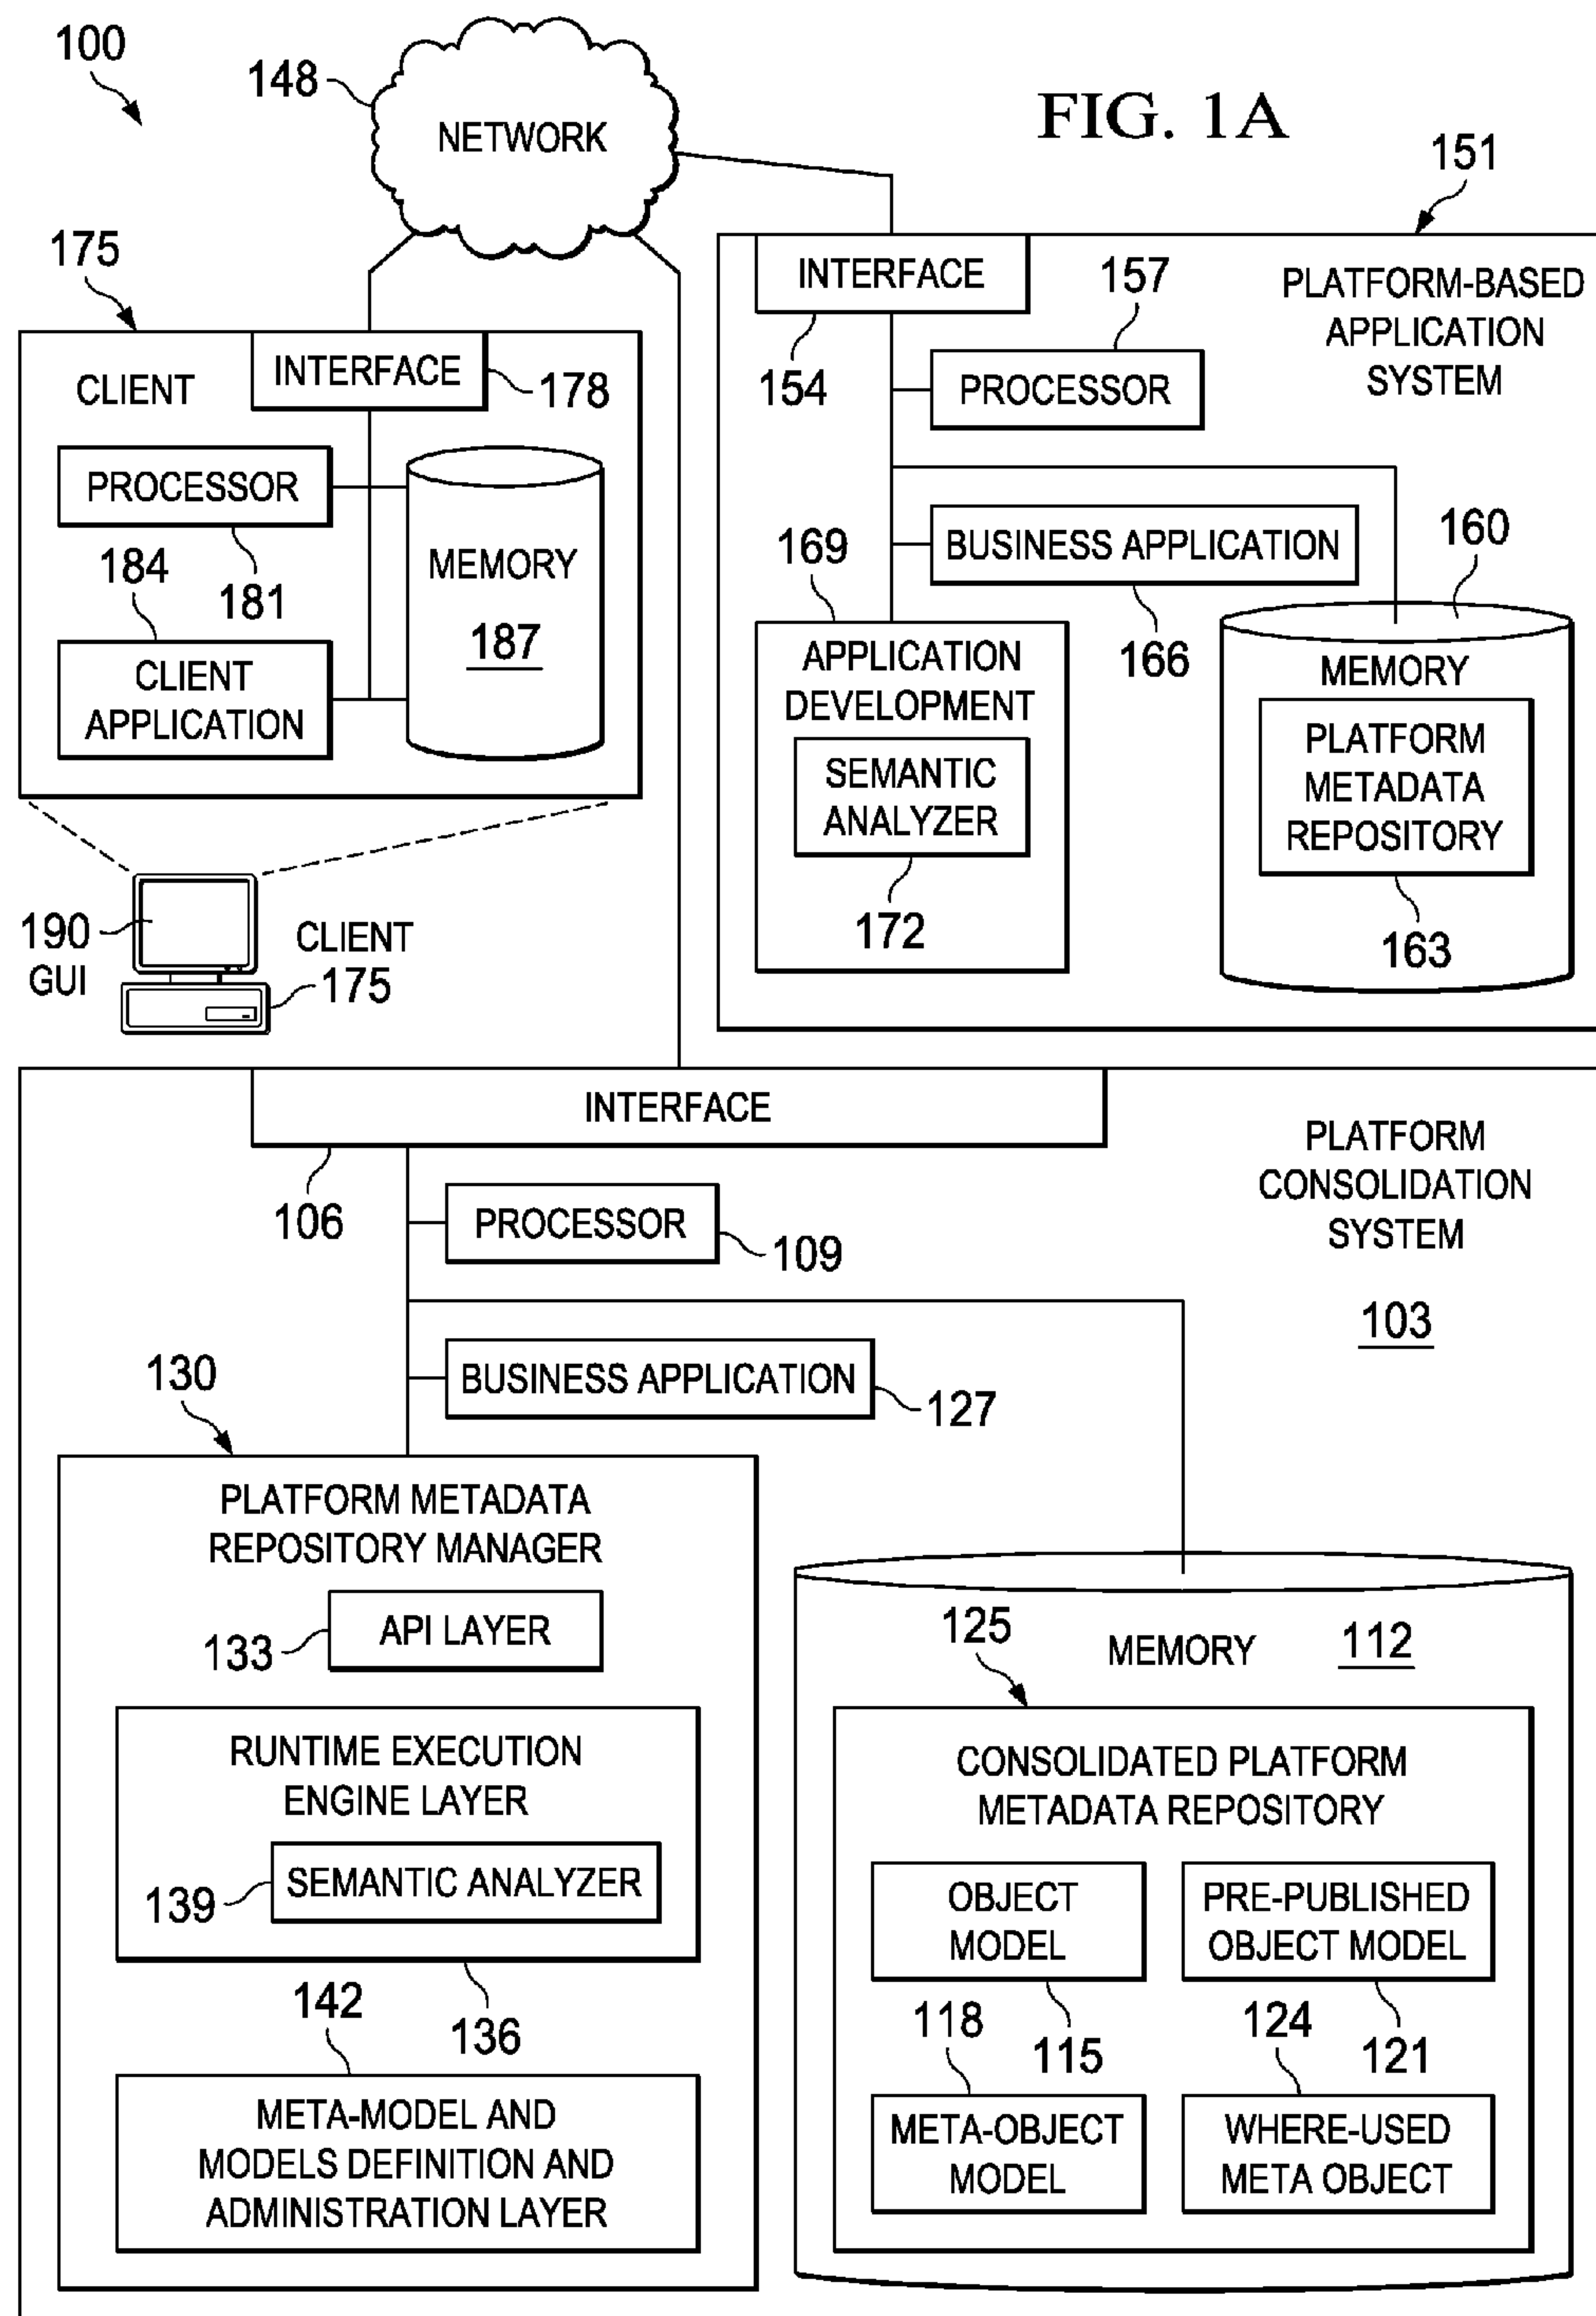 100
148
NETWORK
FIG. 1A
151
175
INTERFACE
157
PLATFORM-BASED
APPLICATION
SYSTEM
154
PROCESSOR
CLIENT
INTERFACE
178
PROCESSOR
MEMORY
184
181
187
CLIENT
APPLICATION
169
BUSINESS APPLICATION
160
166
APPLICATION
DEVELOPMENT
SEMANTIC
ANALYZER
172
MEMORY
PLATFORM
METADATA
REPOSITORY
163
190
GUI
CLIENT
175
INTERFACE
PLATFORM
CONSOLIDATION
SYSTEM
103
106
PROCESSOR
109
130
BUSINESS APPLICATION
127
PLATFORM METADATA
REPOSITORY MANAGER
133
API LAYER
RUNTIME EXECUTION
ENGINE LAYER
139
SEMANTIC ANALYZER
142
136
META-MODEL AND
MODELS DEFINITION AND
ADMINISTRATION LAYER
125
MEMORY
112
CONSOLIDATED PLATFORM
METADATA REPOSITORY
OBJECT
MODEL
PRE-PUBLISHED
OBJECT MODEL
118
115
124
121
META-OBJECT
MODEL
WHERE-USED
META OBJECT